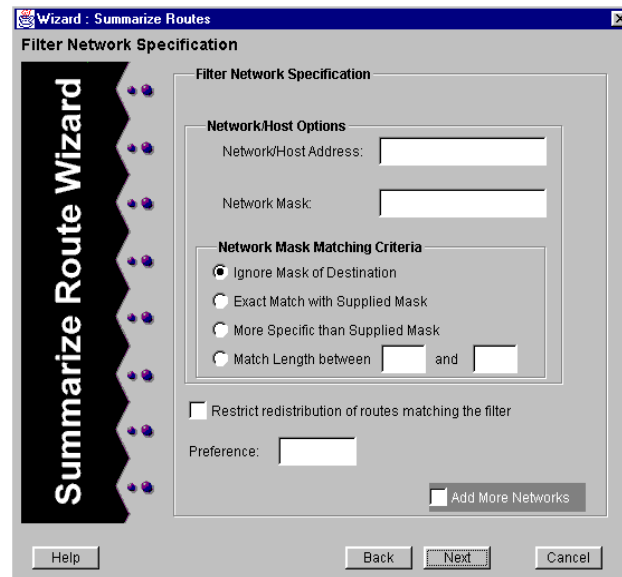 Wizard : Summarize Routes
Filter Network Specification
Summarize Route Wizard
Filter Network Specification
Network/Host Options
Network/Host Address:
Network Mask:
Network Mask Matching Criteria
Ignore Mask of Destination
Exact Match with Supplied Mask
More Specific than Supplied Mask
Match Length between and
Restrict redistribution of routes matching the filter
Preference:
Add More Networks
Help Back Next Cancel